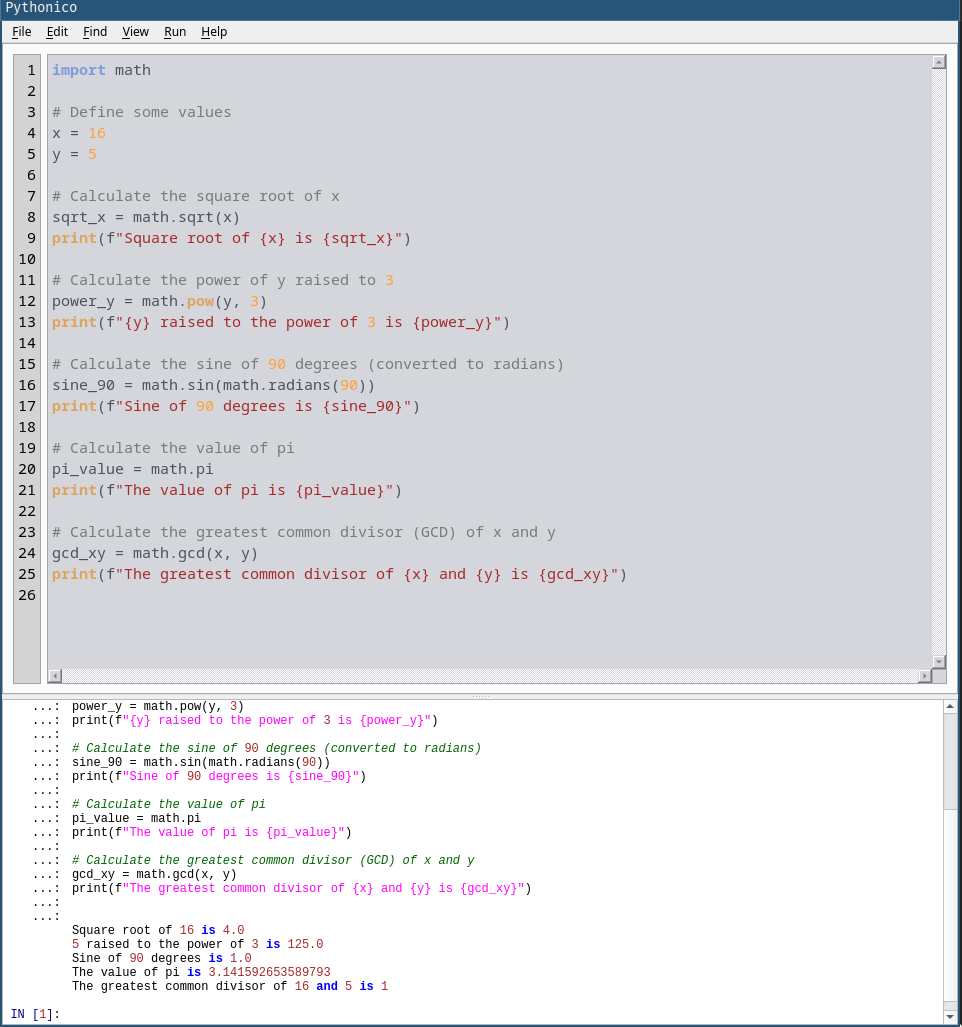 Pythonico
File Edit Find View Run Help
1 import math
2
3 # Define some values
4 x = 16
5 y = 5
6
7 # Calculate the square root of x
8 sqrt_x = math.sqrt(x)
9 print(f"Square root of {x} is {sqrt_x}")
10
11 # Calculate the power of y raised to 3
12 power_y = math.pow(y, 3)
13 print(f"{y} raised to the power of 3 is {power_y}")
14
15 # Calculate the sine of 90 degrees (converted to radians)
16 sine_90 = math.sin(math.radians(90))
17 print(f"Sine of 90 degrees is {sine_90}")
18
19 # Calculate the value of pi
20 pi_value = math.pi
21 print(f"The value of pi is {pi_value}")
22
23 # Calculate the greatest common divisor (GCD) of x and y
24 gcd_xy = math.gcd(x, y)
25 print(f"The greatest common divisor of {x} and {y} is {gcd_xy}")
26
...: power_y = math.pow(y, 3)
...: print(f"{y} raised to the power of 3 is {power_y}")
...:
...: # Calculate the sine of 90 degrees (converted to radians)
...: sine_90 = math.sin(math.radians(90))
...: print(f"Sine of 90 degrees is {sine_90}")
...:
...: # Calculate the value of pi
...: pi_value = math.pi
...: print(f"The value of pi is {pi_value}")
...:
...: # Calculate the greatest common divisor (GCD) of x and y
...: gcd_xy = math.gcd(x, y)
...: print(f"The greatest common divisor of {x} and {y} is {gcd_xy}")
...:
...:
Square root of 16 is 4.0
5 raised to the power of 3 is 125.0
Sine of 90 degrees is 1.0
The value of pi is 3.141592653589793
The greatest common divisor of 16 and 5 is 1
IN [1]: